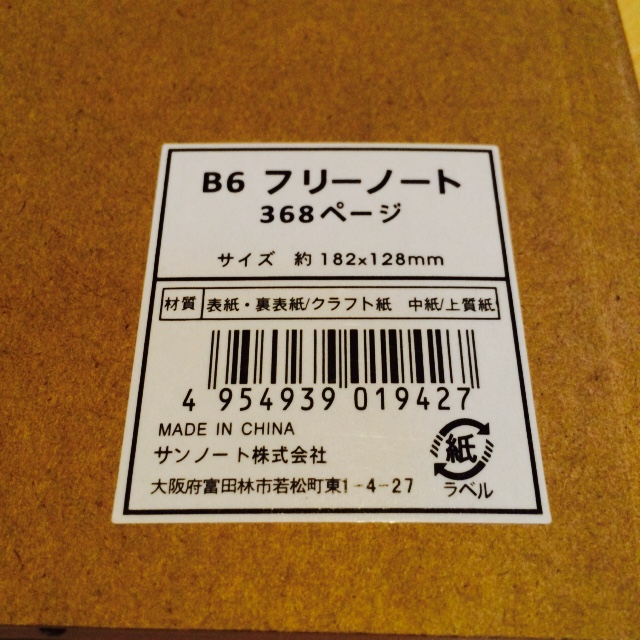 B6 フリーノート
368ページ
サイズ 約 182x128mm
材質 表紙・裏表紙/クラフト紙 中紙/上質紙
4 954939 019427
MADE IN CHINA
サンノート株式会社
大阪府富田林市若松町東1-4-27
紙
ラベル